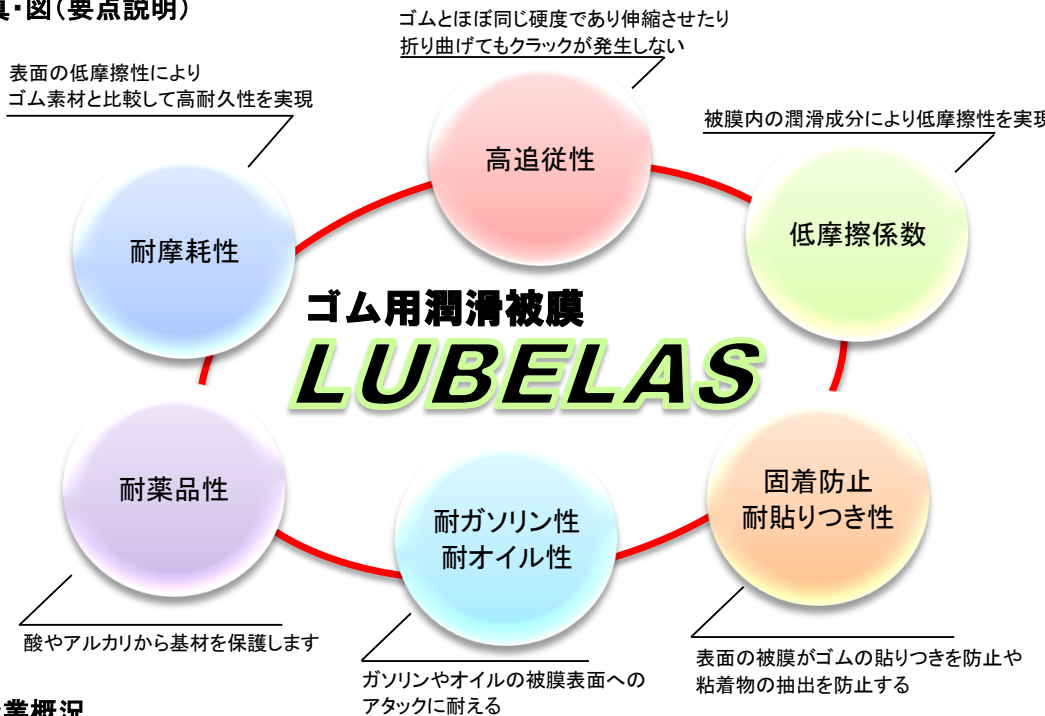 ・図(要点説明)
ゴムとほぼ同じ硬度であり伸縮させたり
折り曲げてもクラックが発生しない
表面の低摩擦性により
ゴム素材と比較して高耐久性を実現
被膜内の潤滑成分により低摩擦性を実現
高追従性
耐摩耗性
低摩擦係数
ゴム用潤滑被膜
LUBELAS
耐薬品性
耐ガソリン性
耐オイル性
固着防止
耐貼りつき性
酸やアルカリから基材を保護します
ガソリンやオイルの被膜表面への
アタックに耐える
表面の被膜がゴムの貼りつきを防止や
粘着物の抽出を防止する
業概況